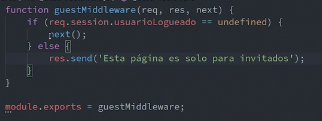 function guestMiddleware(req, res, next) {
if (req.session.usuarioLogueado == undefined) {
next();
} else {
res.send('Esta página es solo para invitados');
}
}
module.exports = guestMiddleware;